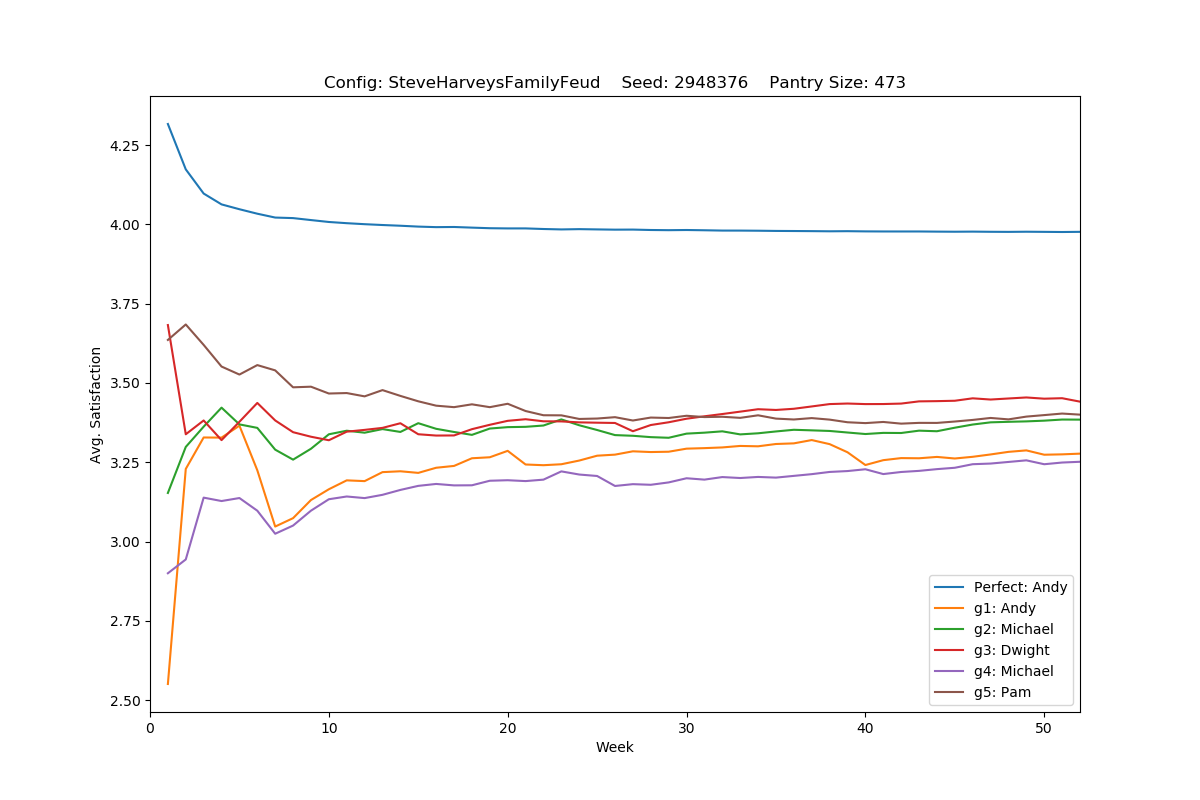 Config: SteveHarveysFamilyFeud    Seed: 2948376    Pantry Size: 473
Avg. Satisfaction
4.25
4.00
3.75
3.50
3.25
3.00
2.75
2.50
Perfect: Andy
g1: Andy
g2: Michael
g3: Dwight
g4: Michael
g5: Pam
0 10 20 30 40 50
Week